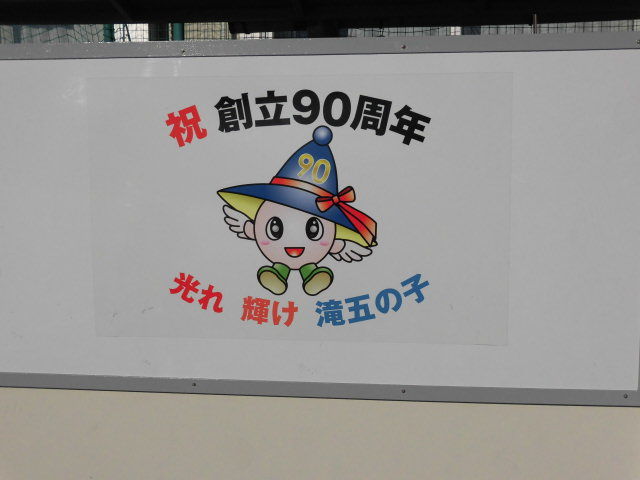 祝 創立90周年
90
光れ 輝け 滝五の子